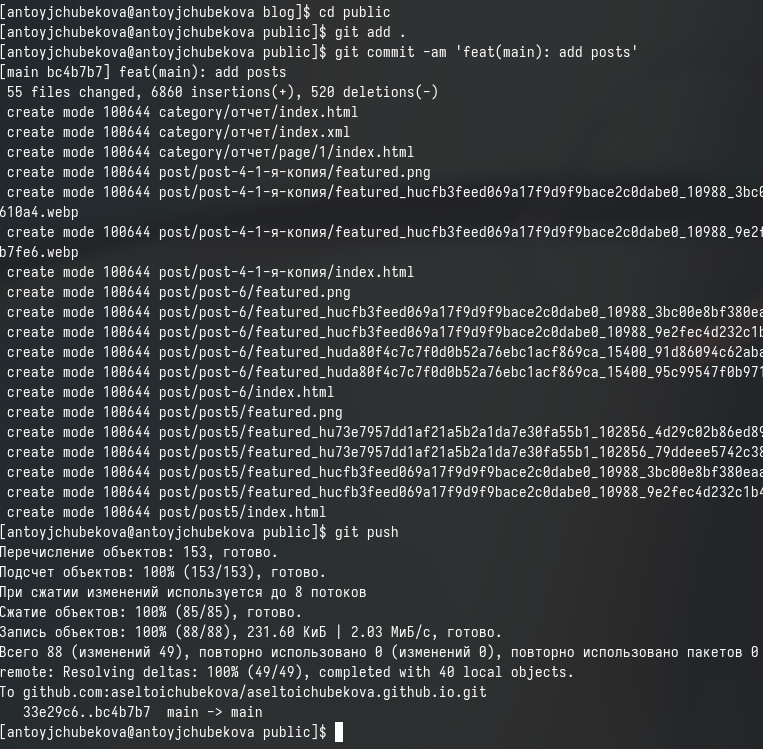 [antoyjchubekova@antoyjchubekova blog]$ cd public
[antoyjchubekova@antoyjchubekova public]$ git add .
[antoyjchubekova@antoyjchubekova public]$ git commit -am 'feat(main): add posts'
[main bc4b7b7] feat(main): add posts
 55 files changed, 6860 insertions(+), 520 deletions(-)
 create mode 100644 category/отчет/index.html
 create mode 100644 category/отчет/index.xml
 create mode 100644 category/отчет/page/1/index.html
 create mode 100644 post/post-4-1-я-копия/featured.png
 create mode 100644 post/post-4-1-я-копия/featured_hucfb3feed069a17f9d9f9bace2c0dabe0_10988_3bc0
610a4.webp
 create mode 100644 post/post-4-1-я-копия/featured_hucfb3feed069a17f9d9f9bace2c0dabe0_10988_9e2f
b7fe6.webp
 create mode 100644 post/post-4-1-я-копия/index.html
 create mode 100644 post/post-6/featured.png
 create mode 100644 post/post-6/featured_hucfb3feed069a17f9d9f9bace2c0dabe0_10988_3bc00e8bf380ea
 create mode 100644 post/post-6/featured_hucfb3feed069a17f9d9f9bace2c0dabe0_10988_9e2fec4d232c1b
 create mode 100644 post/post-6/featured_huda80f4c7c7f0d0b52a76ebc1acf869ca_15400_91d86094c62aba
 create mode 100644 post/post-6/featured_huda80f4c7c7f0d0b52a76ebc1acf869ca_15400_95c99547f0b971
 create mode 100644 post/post-6/index.html
 create mode 100644 post/post5/featured.png
 create mode 100644 post/post5/featured_hu73e7957dd1af21a5b2a1da7e30fa55b1_102856_4d29c02b86ed89
 create mode 100644 post/post5/featured_hu73e7957dd1af21a5b2a1da7e30fa55b1_102856_79ddeee5742c38
 create mode 100644 post/post5/featured_hucfb3feed069a17f9d9f9bace2c0dabe0_10988_3bc00e8bf380eaa
 create mode 100644 post/post5/featured_hucfb3feed069a17f9d9f9bace2c0dabe0_10988_9e2fec4d232c1b4
 create mode 100644 post/post5/index.html
[antoyjchubekova@antoyjchubekova public]$ git push
Перечисление объектов: 153, готово.
Подсчет объектов: 100% (153/153), готово.
При сжатии изменений используется до 8 потоков
Сжатие объектов: 100% (85/85), готово.
Запись объектов: 100% (88/88), 231.60 КиБ | 2.03 МиБ/с, готово.
Всего 88 (изменений 49), повторно использовано 0 (изменений 0), повторно использовано пакетов 0
remote: Resolving deltas: 100% (49/49), completed with 40 local objects.
To github.com:aseltoichubekova/aseltoichubekova.github.io.git
   33e29c6..bc4b7b7  main -> main
[antoyjchubekova@antoyjchubekova public]$